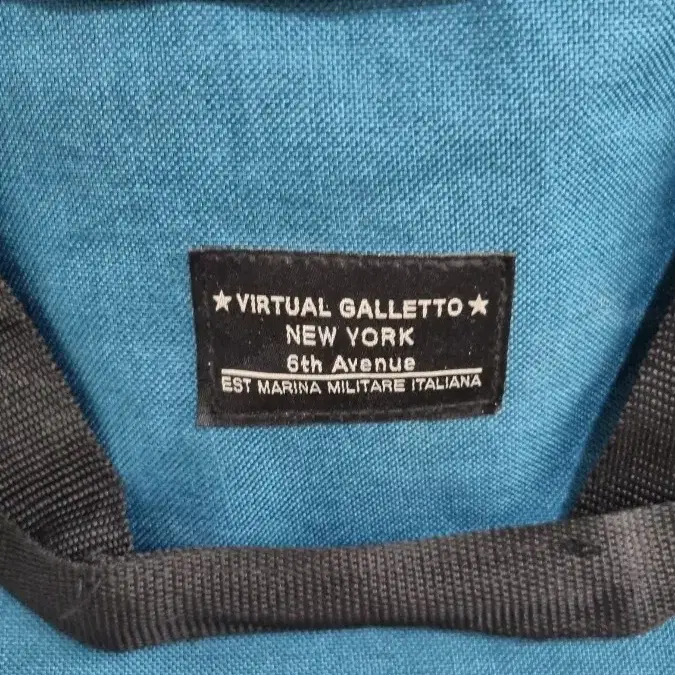 ★ VIRTUAL GALLETTO ★
NEW YORK
6th Avenue
EST MARINA MILITARE ITALIANA